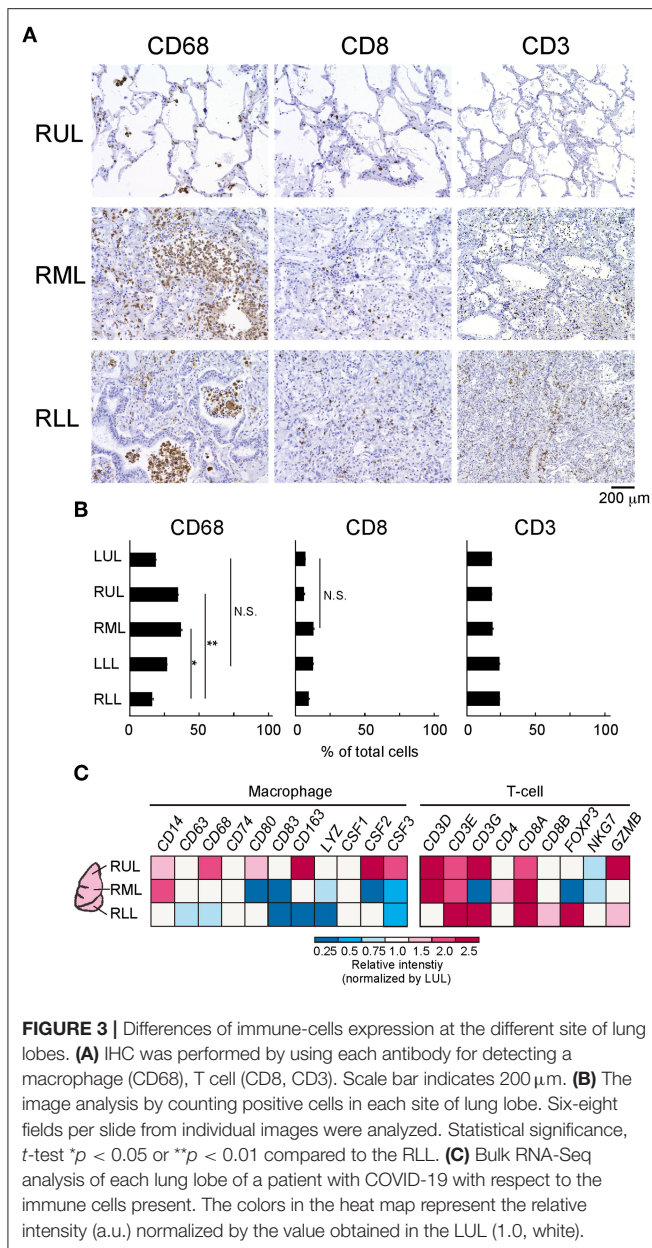 A
CD68 CD8 CD3
RUL
RML
RLL
200 μm
B
CD68 CD8 CD3
LUL
RUL
RML
LLL
RLL
N.S.
**
*
N.S.
0 100 0 100 0 100
% of total cells
C
Macrophage T-cell
CD14 CD63 CD68 CD74 CD80 CD83 CD163 LYZ CSF1 CSF2 CSF3 CD3D CD3E CD3G CD4 CD8A CD8B FOXP3 NKG7 GZMB
RUL
RML
RLL
0.25 0.5 0.75 1.0 1.5 2.0 2.5
Relative intenstiy
(normalized by LUL)
FIGURE 3 | Differences of immune-cells expression at the different site of lung
lobes. (A) IHC was performed by using each antibody for detecting a
macrophage (CD68), T cell (CD8, CD3). Scale bar indicates 200 μm. (B) The
image analysis by counting positive cells in each site of lung lobe. Six-eight
fields per slide from individual images were analyzed. Statistical significance,
t-test *p < 0.05 or **p < 0.01 compared to the RLL. (C) Bulk RNA-Seq
analysis of each lung lobe of a patient with COVID-19 with respect to the
immune cells present. The colors in the heat map represent the relative
intensity (a.u.) normalized by the value obtained in the LUL (1.0, white).